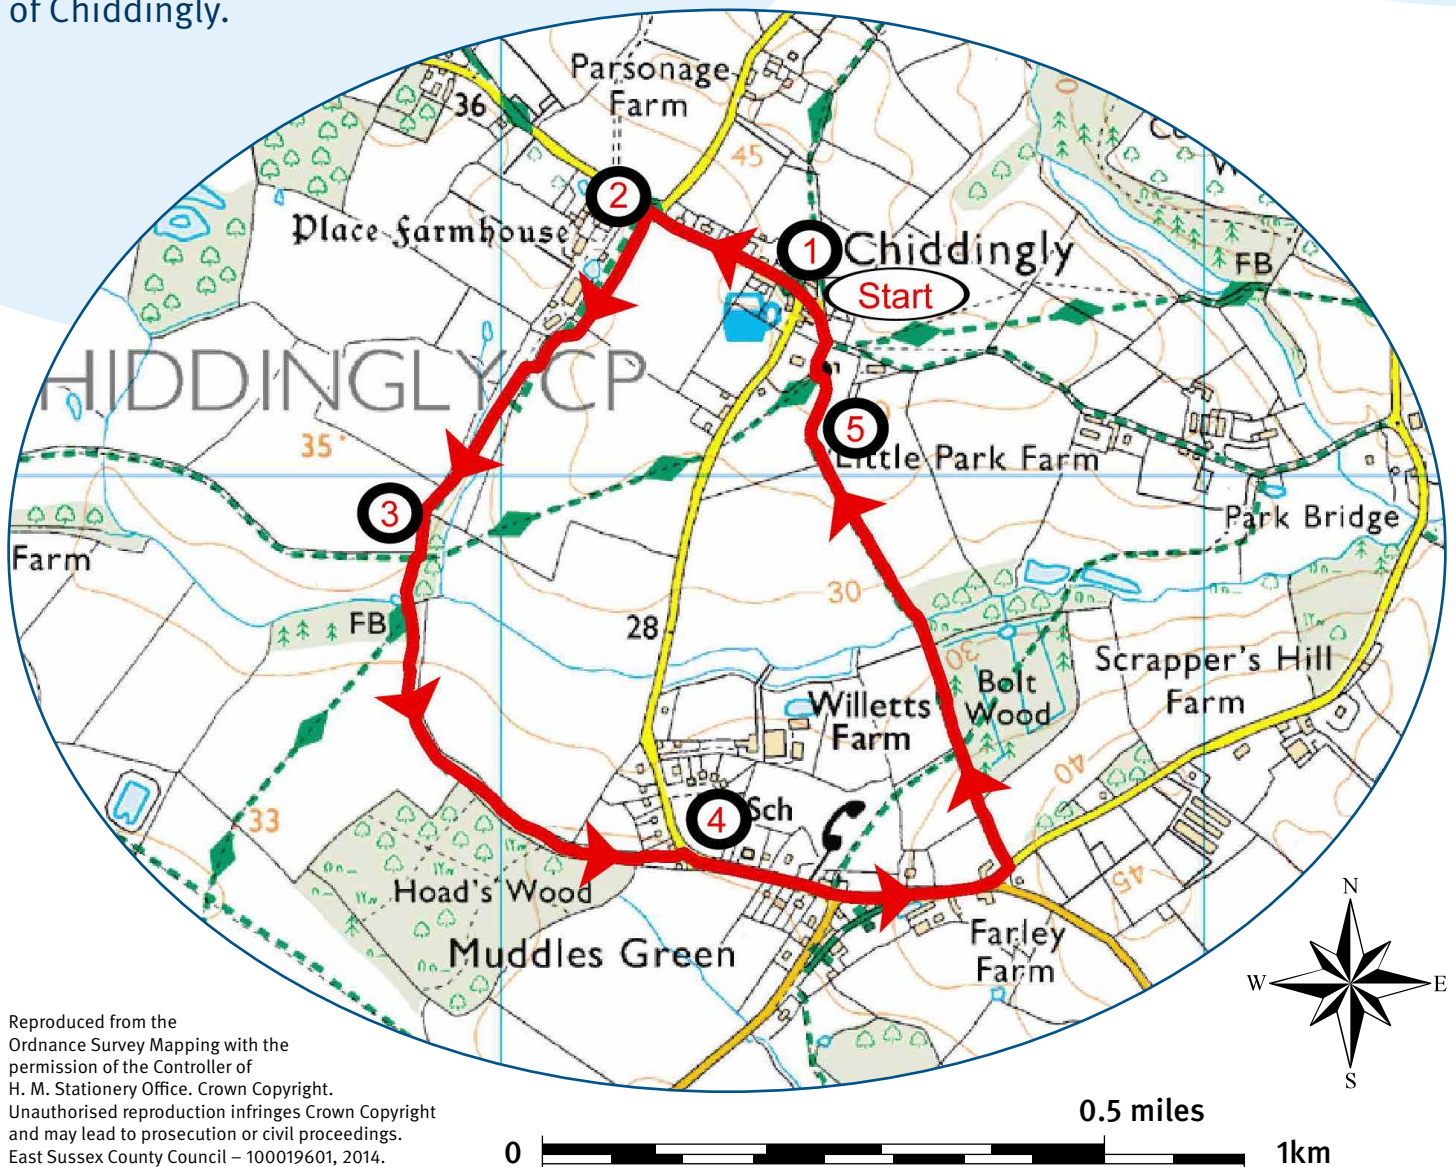 of Chiddingly.
Parsonage
Farm
36
45
2
Place Farmhouse
1
Chiddingly
Start
FB
HIDDINGLY CP
35
5
Little Park Farm
3
Park Bridge
Farm
30
FB
28
30
Scrapper's Hill
Farm
Bolt
Wood
Willetts
Farm
40
33
4
Sch
45
Hoad's Wood
Muddles Green
Farley
Farm
N
W
E
S
Reproduced from the
Ordnance Survey Mapping with the
permission of the Controller of
H. M. Stationery Office. Crown Copyright.
Unauthorised reproduction infringes Crown Copyright
and may lead to prosecution or civil proceedings.
East Sussex County Council – 100019601, 2014.
0.5 miles
0
1km